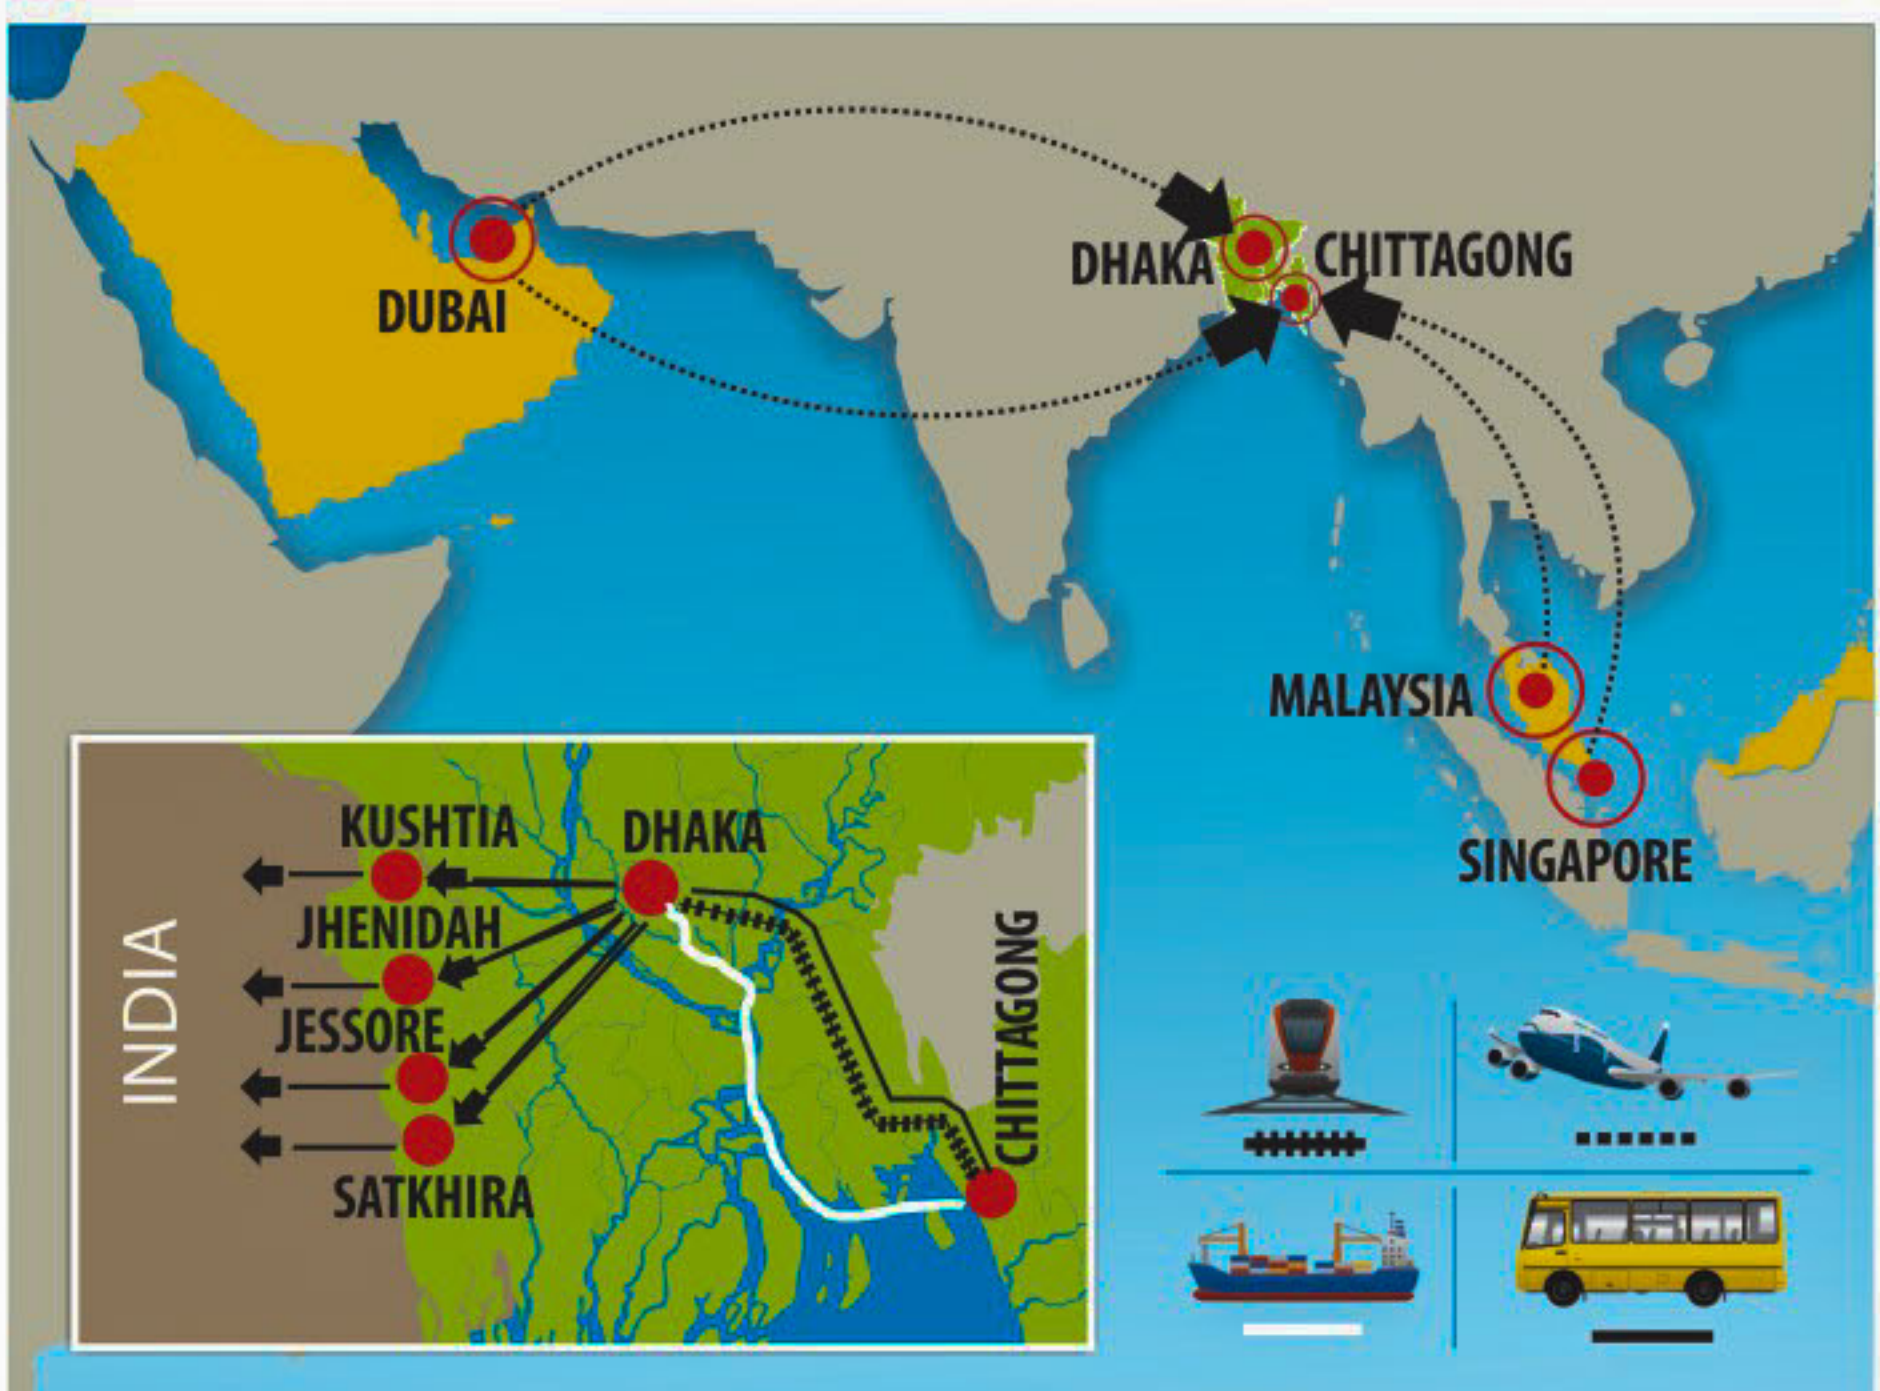 DUBAI
DHAKA
CHITTAGONG
MALAYSIA
SINGAPORE
KUSHTIA
DHAKA
JHENIDAH
JESSORE
SATKHIRA
INDIA
CHITTAGONG